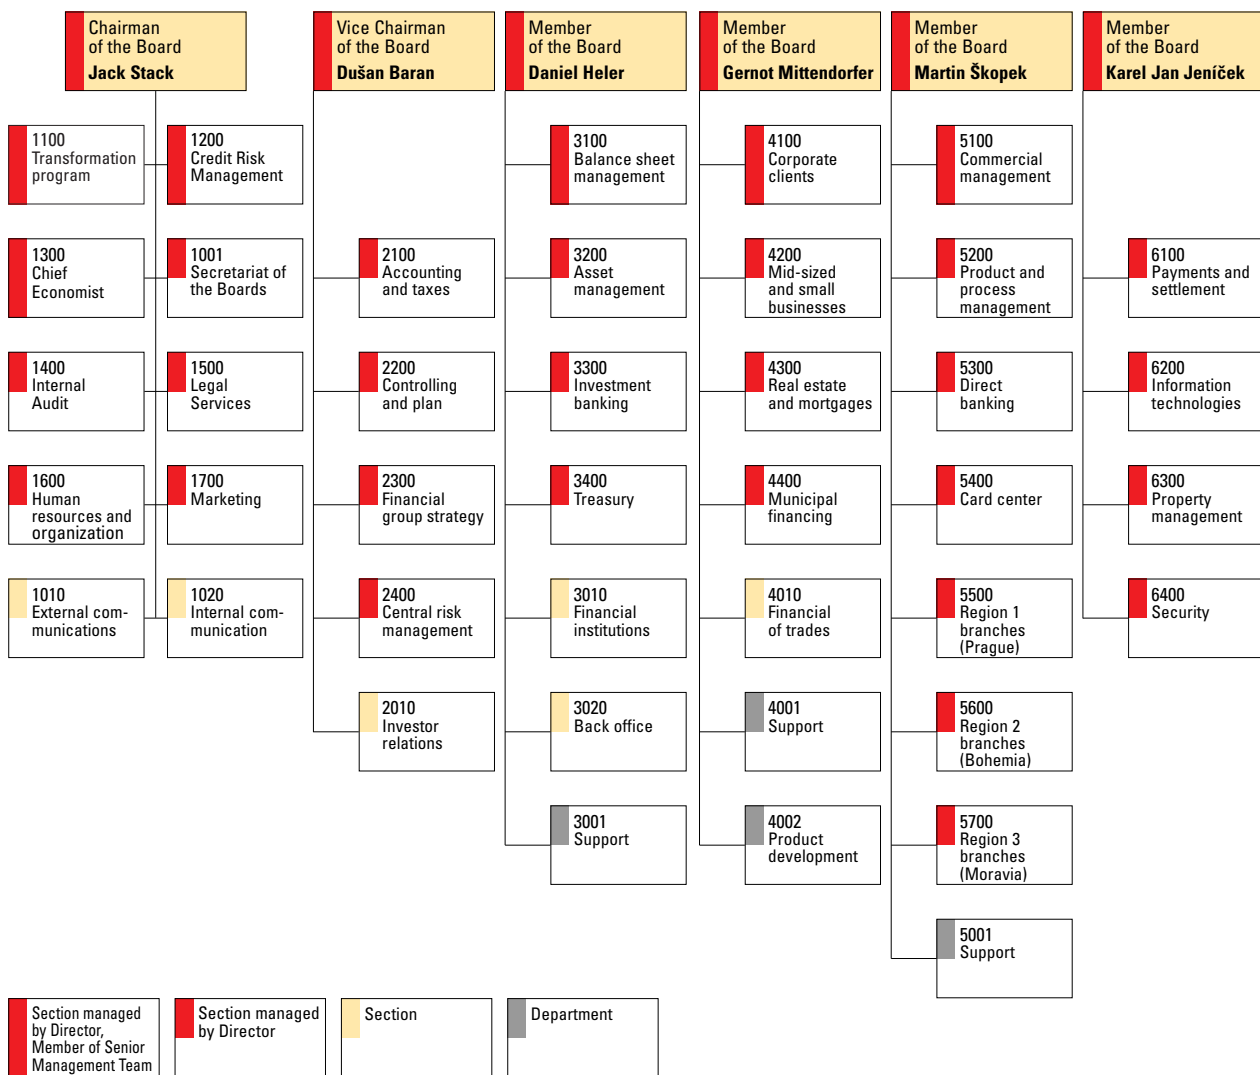 Chairman
of the Board
Jack Stack
Vice Chairman
of the Board
Dušan Baran
Member
of the Board
Daniel Heler
Member
of the Board
Gernot Mittendorfer
Member
of the Board
Martin Škopek
Member
of the Board
Karel Jan Jeníček
1100
Transformation
program
1200
Credit Risk
Management
3100
Balance sheet
management
4100
Corporate
clients
5100
Commercial
management
1300
Chief
Economist
1001
Secretariat of
the Boards
2100
Accounting
and taxes
3200
Asset
management
4200
Mid-sized
and small
businesses
5200
Product and
process
management
6100
Payments and
settlement
1400
Internal
Audit
1500
Legal
Services
2200
Controlling
and plan
3300
Investment
banking
4300
Real estate
and mortgages
5300
Direct
banking
6200
Information
technologies
1600
Human
resources and
organization
1700
Marketing
2300
Financial
group strategy
3400
Treasury
4400
Municipal
financing
5400
Card center
6300
Property
management
1010
External com-
munications
1020
Internal com-
munication
2400
Central risk
management
3010
Financial
institutions
4010
Financial
of trades
5500
Region 1
branches
(Prague)
6400
Security
2010
Investor
relations
3020
Back office
4001
Support
5600
Region 2
branches
(Bohemia)
3001
Support
4002
Product
development
5700
Region 3
branches
(Moravia)
5001
Support
Section managed
by Director,
Member of Senior
Management Team
Section managed
by Director
Section
Department